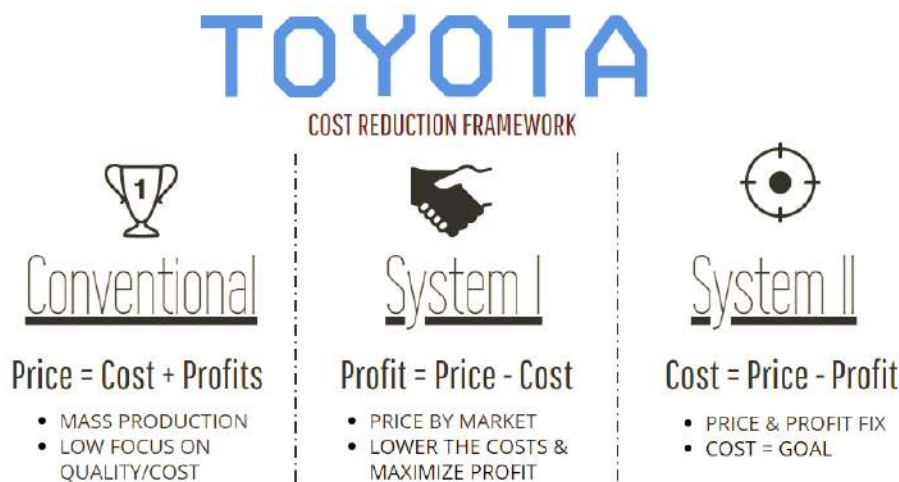 TOYOTA
COST REDUCTION FRAMEWORK
1
Conventional
Price = Cost + Profits
• MASS PRODUCTION
• LOW FOCUS ON
QUALITY/COST
System I
Profit = Price - Cost
• PRICE BY MARKET
• LOWER THE COSTS &
MAXIMIZE PROFIT
System II
Cost = Price - Profit
• PRICE & PROFIT FIX
• COST = GOAL